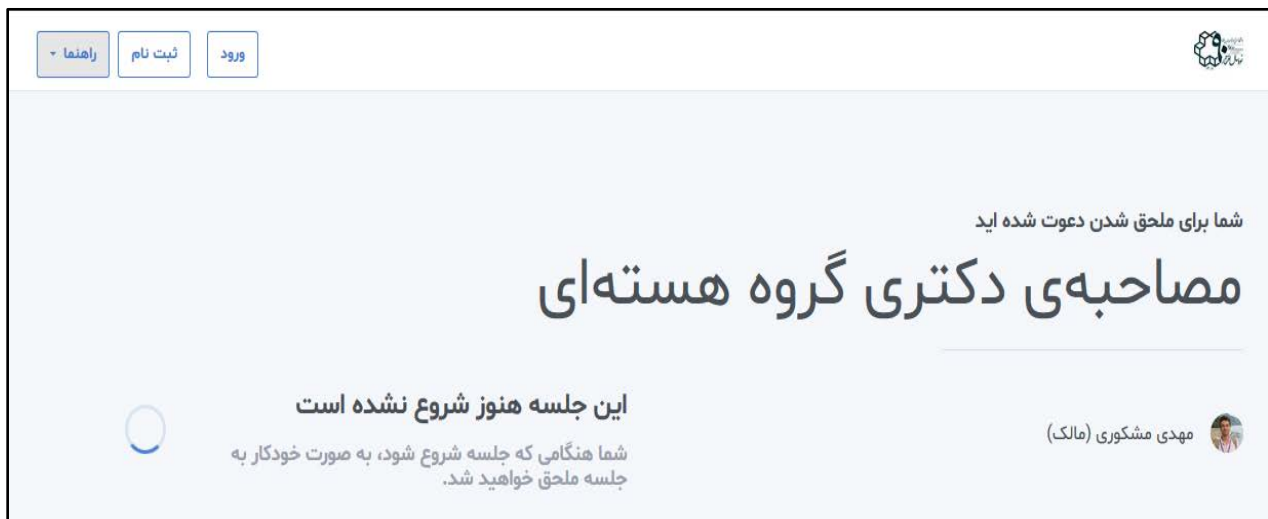 ورود
ثبت نام
راهنما
شما برای ملحق شدن دعوت شده اید
مصاحبه‌ی دکتری گروه هسته‌ای
مهدی مشکوری (مالک)
این جلسه هنوز شروع نشده است
شما هنگامی که جلسه شروع شود، به صورت خودکار به
جلسه ملحق خواهید شد.